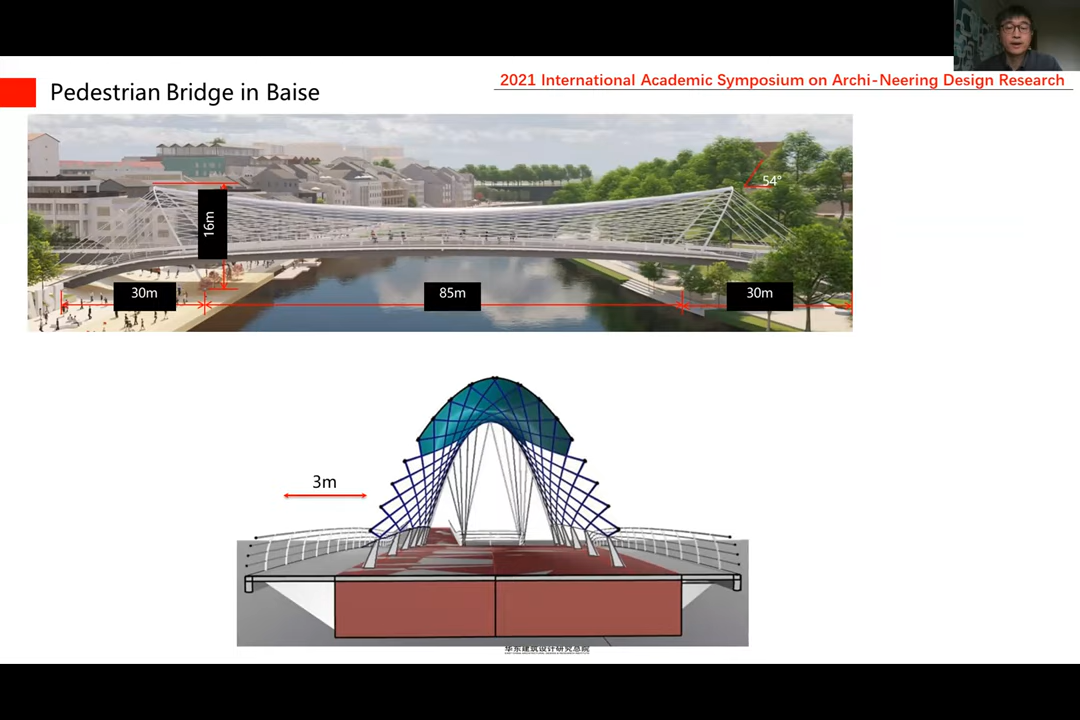 Pedestrian Bridge in Baise
2021 International Academic Symposium on Archi-Neering Design Research
54°
16m
30m
85m
30m
3m
华东建筑设计研究总院